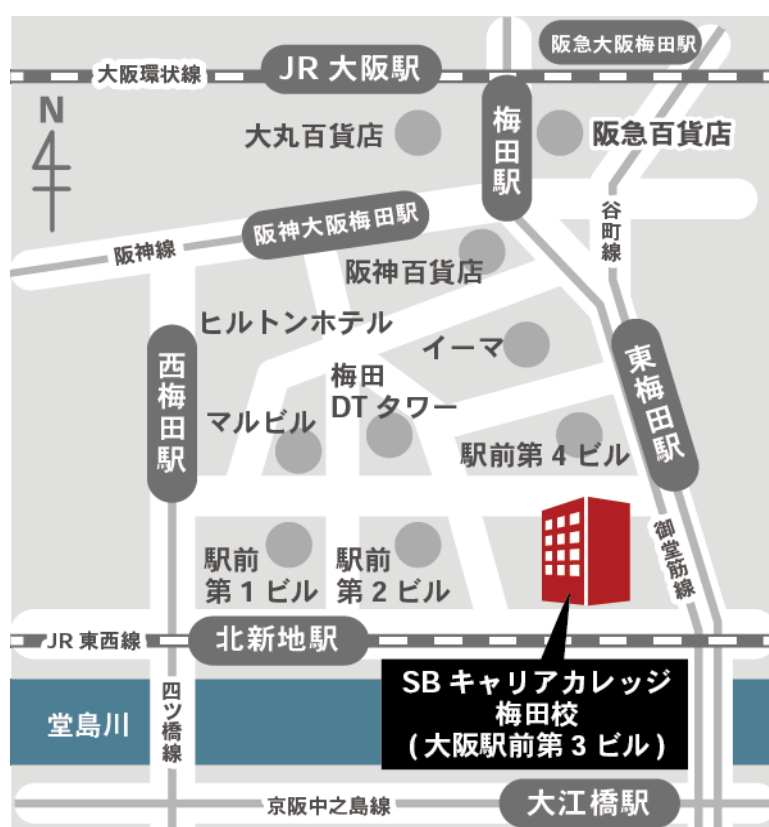 阪急大阪梅田駅
大阪環状線
JR 大阪駅
N
大丸百貨店
梅田駅
阪急百貨店
谷町線
阪神線
阪神大阪梅田駅
阪神百貨店
ヒルトンホテル
イーマ
西梅田駅
梅田
DT タワー
マルビル
東梅田駅
駅前第 4 ビル
御堂筋線
駅前
第 1 ビル
駅前
第 2 ビル
JR 東西線
北新地駅
SB キャリアカレッジ
梅田校
( 大阪駅前第 3 ビル )
堂島川
四ツ橋線
京阪中之島線
大江橋駅